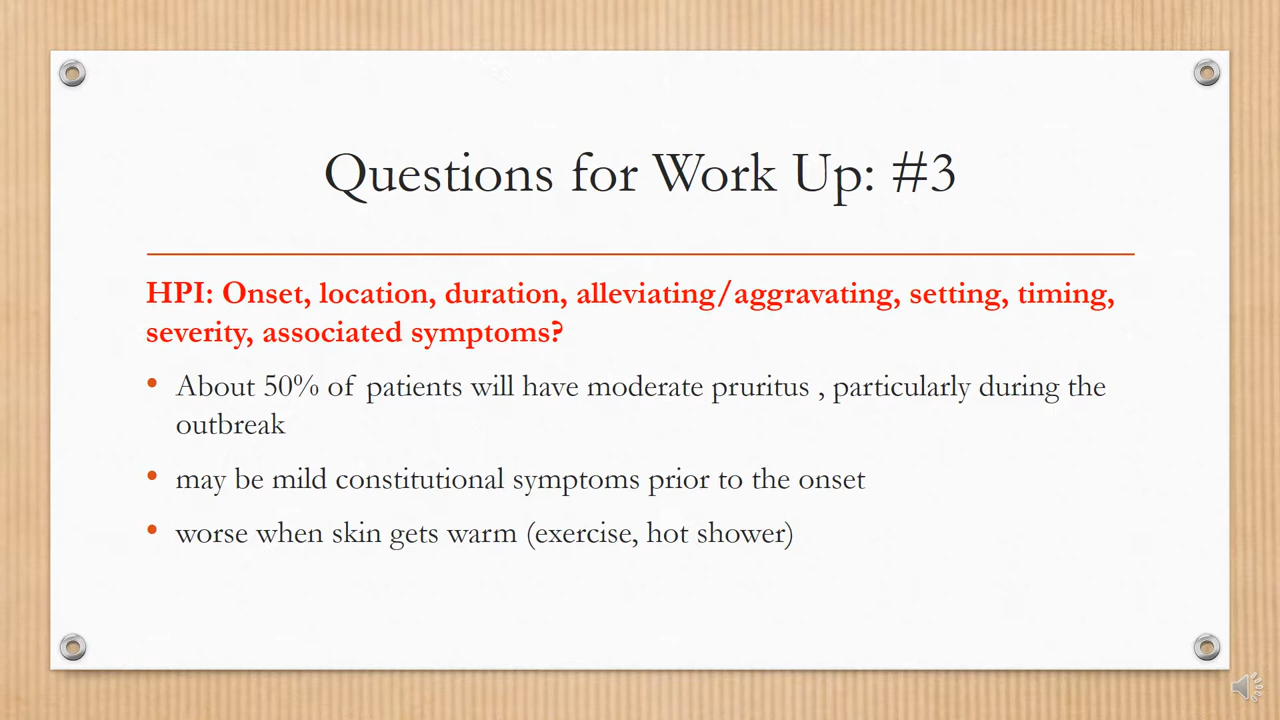 Questions for Work Up: #3
HPI: Onset, location, duration, alleviating/aggravating, setting, timing,
severity, associated symptoms?
• About 50% of patients will have moderate pruritus , particularly during the
outbreak
• may be mild constitutional symptoms prior to the onset
• worse when skin gets warm (exercise, hot shower)